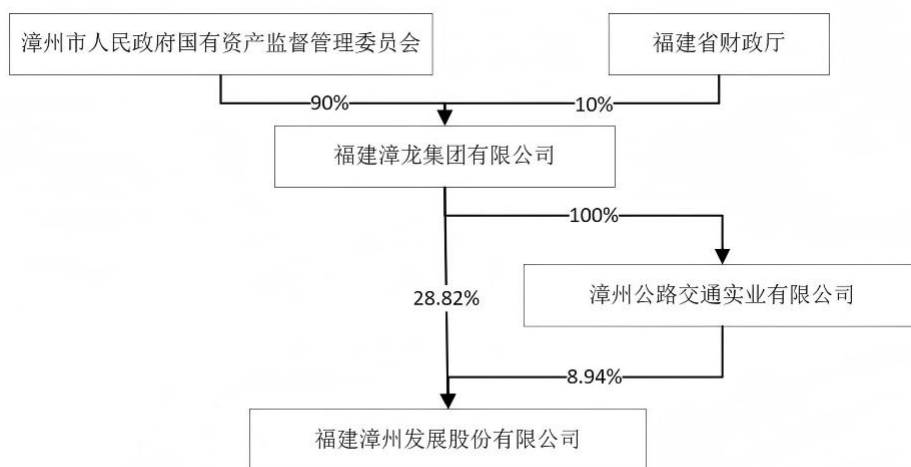 漳州市人民政府国有资产监督管理委员会
福建省财政厅
90%
10%
福建漳龙集团有限公司
100%
漳州公路交通实业有限公司
28.82%
8.94%
福建漳州发展股份有限公司